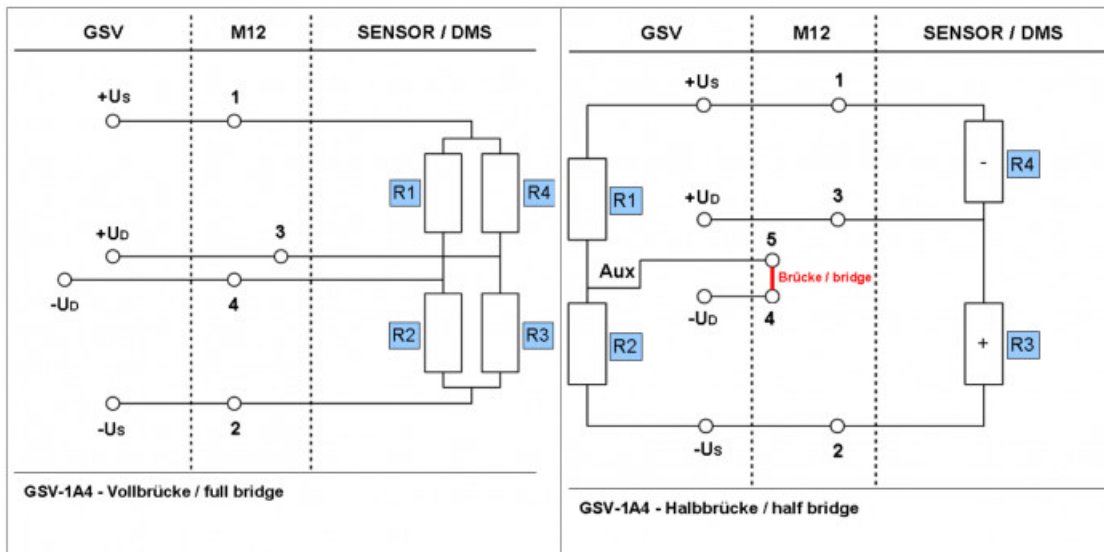 GSV M12 SENSOR / DMS
+US 1
R1 R4
+UD 3
-UD 4
R2 R3
-US 2
GSV-1A4 - Vollbrücke / full bridge
GSV M12 SENSOR / DMS
+US 1
- R4
R1
+UD 3
5
Aux Brücke / bridge
-UD 4
R2 + R3
-US 2
GSV-1A4 - Halbbrücke / half bridge